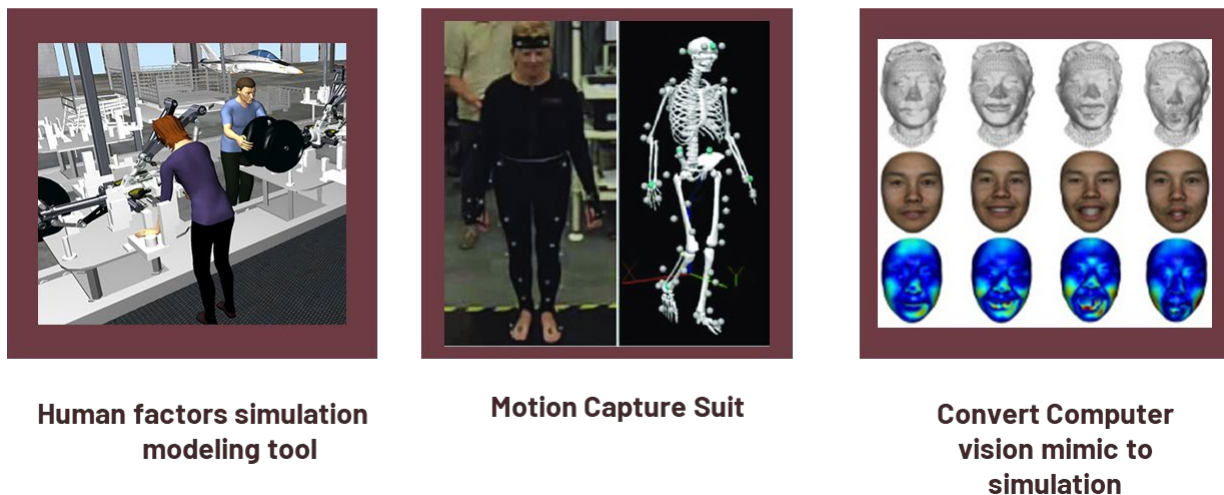 Human factors simulation
modeling tool
Motion Capture Suit
Convert Computer
vision mimic to
simulation
X
Y